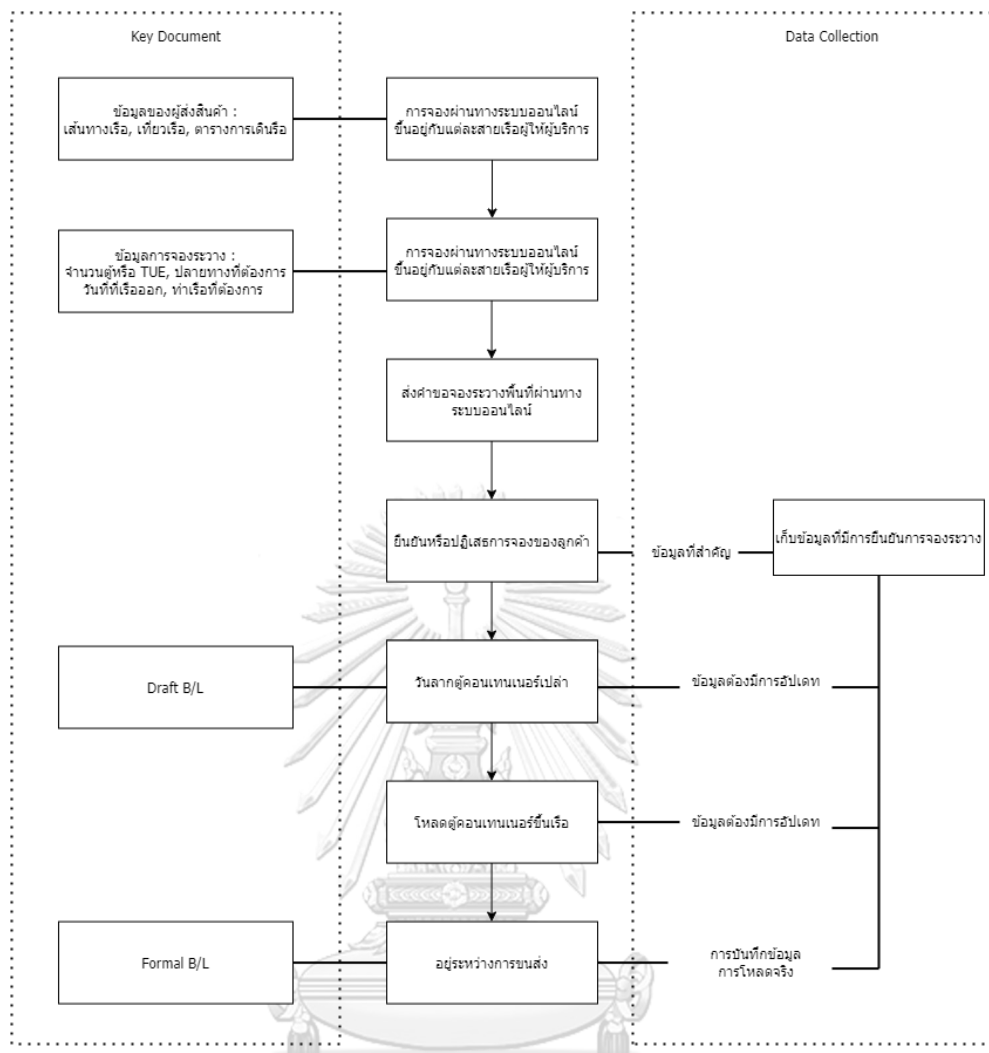 Key Document
Data Collection
ข้อมูลของผู้ส่งสินค้า :
เส้นทางเรือ, เที่ยวเรือ, ตารางการเดินรือ
การจองผ่านทางระบบออนไลน์
ขึ้นอยู่กับแต่ละสายเรือผู้ให้ผู้บริการ
ข้อมูลการจองระวาง :
จำนวนตู้หรือ TUE, ปลายทางที่ต้องการ
วันที่ที่เรือออก, ท่าเรือที่ต้องการ
การจองผ่านทางระบบออนไลน์
ขึ้นอยู่กับแต่ละสายเรือผู้ให้ผู้บริการ
ส่งคำขอจองระวางพื้นที่ผ่านทาง
ระบบออนไลน์
ยืนยันหรือปฏิเสธการจองของลูกค้า
ข้อมูลที่สำคัญ
เก็บข้อมูลที่มีการยืนยันการจองระวาง
Draft B/L
วันลากตู้คอนเทนเนอร์เปล่า
ข้อมูลต้องมีการอัปเดท
โหลดตู้คอนเทนเนอร์ขึ้นเรือ
ข้อมูลต้องมีการอัปเดท
Formal B/L
อยู่ระหว่างการขนส่ง
การบันทึกข้อมูล
การโหลดจริง